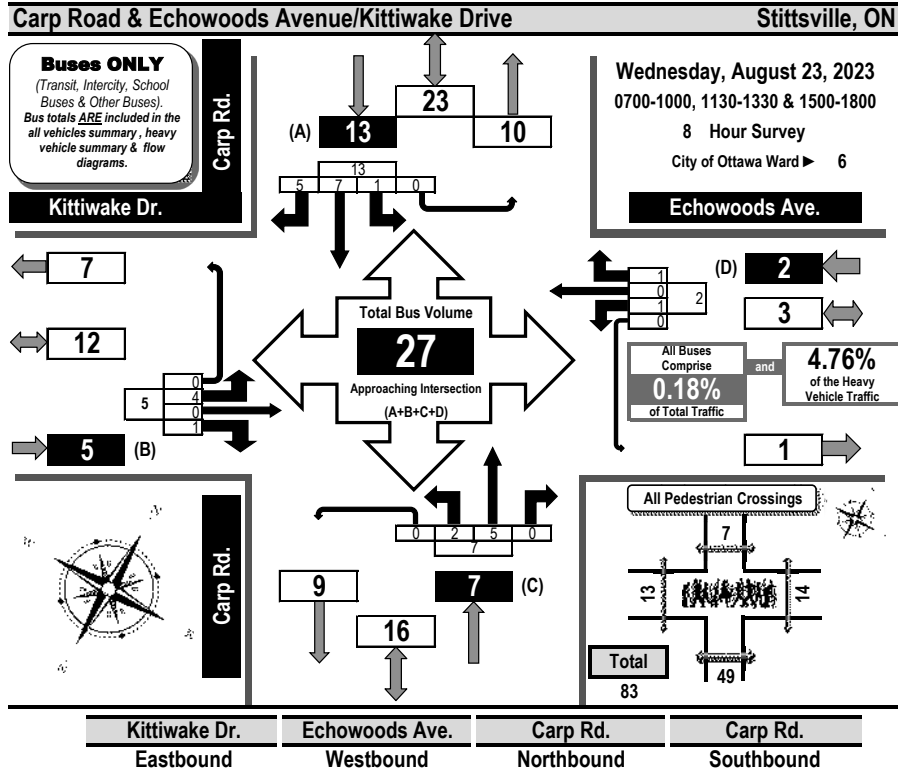 Carp Road & Echowoods Avenue/Kittiwake Drive Stittsville, ON
Buses ONLY
(Transit, Intercity, School
Buses & Other Buses).
Bus totals ARE included in the
all vehicles summary , heavy
vehicle summary & flow
diagrams.
Carp Rd.
Kittiwake Dr.
23
(A) 13
10
13
5 7 1 0
Wednesday, August 23, 2023
0700-1000, 1130-1330 & 1500-1800
8 Hour Survey
City of Ottawa Ward ► 6
Echowoods Ave.
7
12
0
4
0
1
5
5 (B)
Total Bus Volume
27
Approaching Intersection
(A+B+C+D)
1
0
1
0
2
(D) 2
3
All Buses
Comprise
0.18%
of Total Traffic
and
4.76%
of the Heavy
Vehicle Traffic
1
Carp Rd.
N
N
N
N
0 2 5 0
7
9
7 (C)
16
All Pedestrian Crossings
7
13
14
49
Total
83
Kittiwake Dr. Echowoods Ave. Carp Rd. Carp Rd.
Eastbound Westbound Northbound Southbound